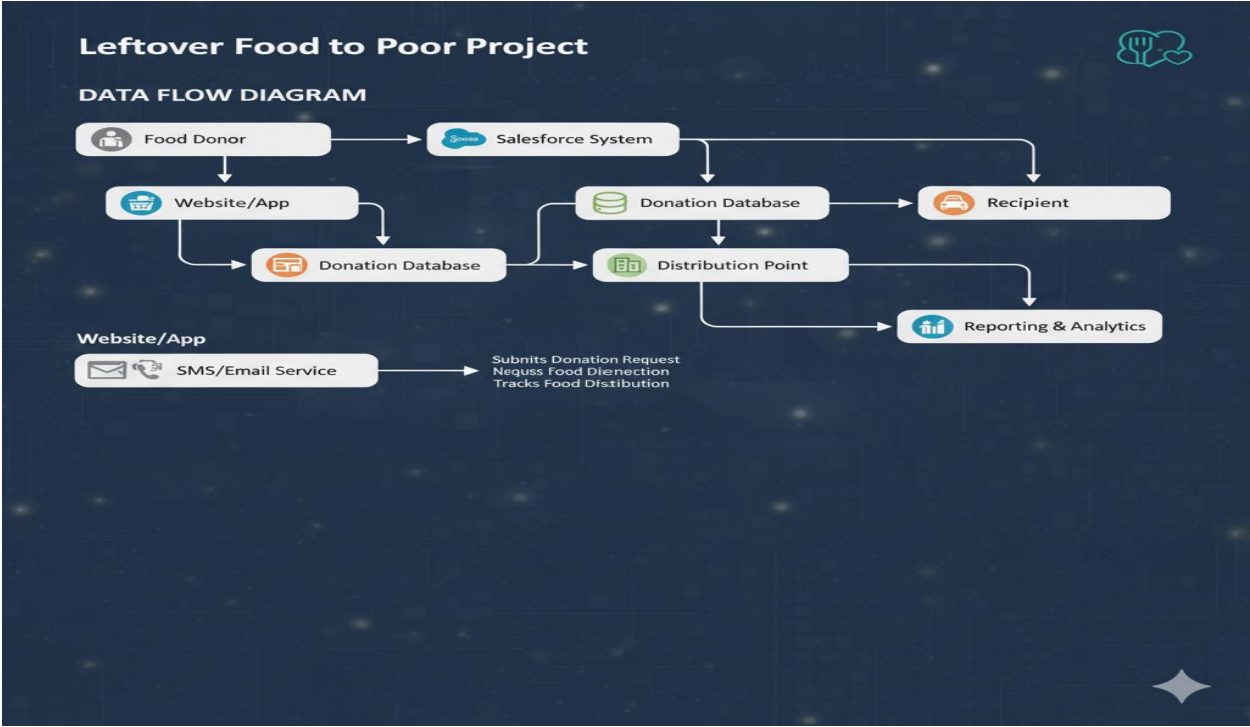 Leftover Food to Poor Project
DATA FLOW DIAGRAM
Food Donor
Salesforce System
Website/App
Donation Database
Recipient
Donation Database
Distribution Point
Reporting & Analytics
Website/App
SMS/Email Service
Submits Donation Request
Nequss Food Dienection
Tracks Food Distibution